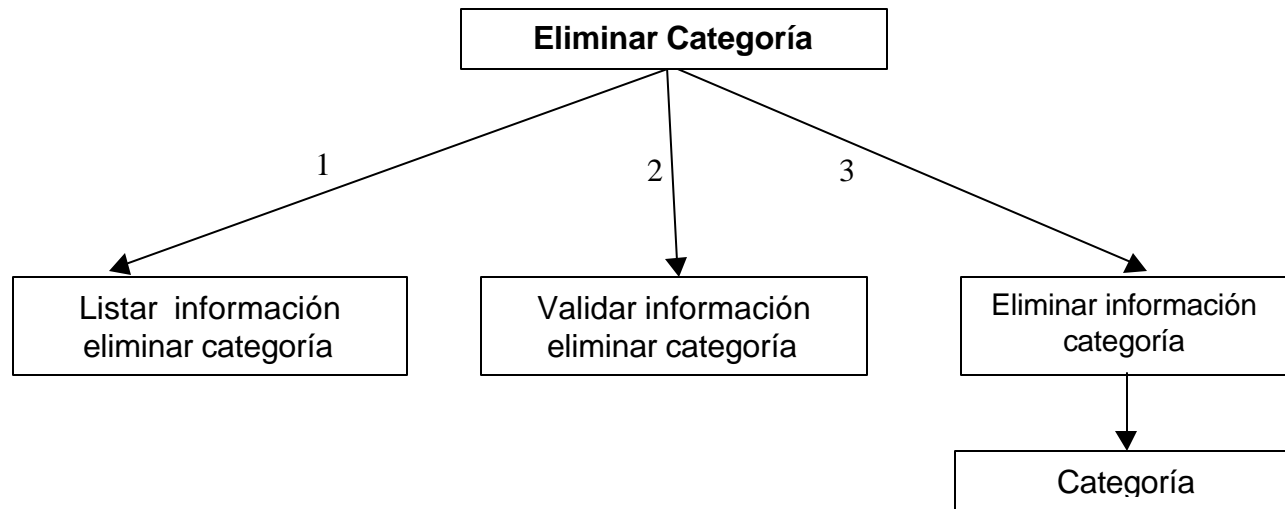 Eliminar Categoría
1
2
3
Listar información
eliminar categoría
Validar información
eliminar categoría
Eliminar información
categoría
Categoría